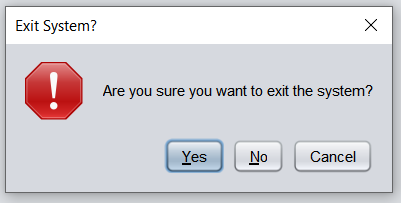 Exit System?
Are you sure you want to exit the system?
Yes
No
Cancel